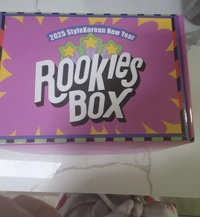 2025 StyleKorean New Year
ROOKIES
BOX